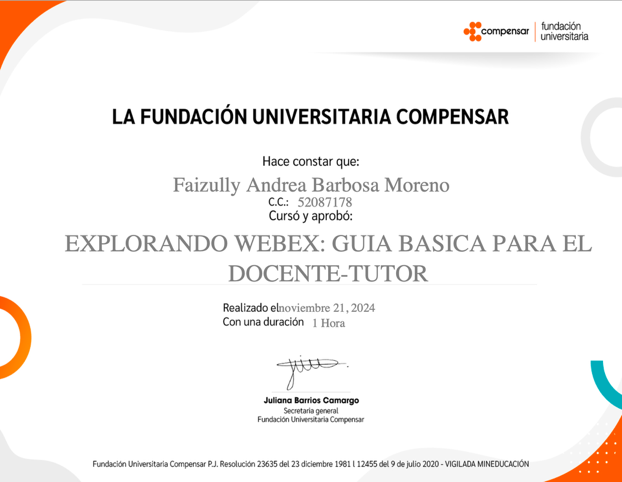 compensar
fundación
universitaria
LA FUNDACIÓN UNIVERSITARIA COMPENSAR
Hace constar que:
Faizully Andrea Barbosa Moreno
C.C.: 52087178
Cursó y aprobó:
EXPLORANDO WEBEX: GUIA BASICA PARA EL
DOCENTE-TUTOR
Realizado elnoviembre 21, 2024
Con una duración 1 Hora
Juliana Barrios Camargo
Secretaria general
Fundación Universitaria Compensar
Fundación Universitaria Compensar P.J. Resolución 23635 del 23 diciembre 1981 l 12455 del 9 de julio 2020 - VIGILADA MINEDUCACIÓN